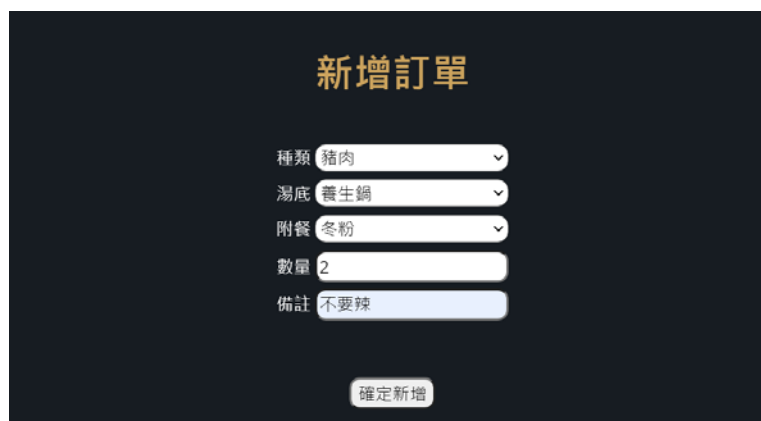 新增訂單
種類 豬肉
湯底 養生鍋
附餐 冬粉
數量 2
備註 不要辣
確定新增